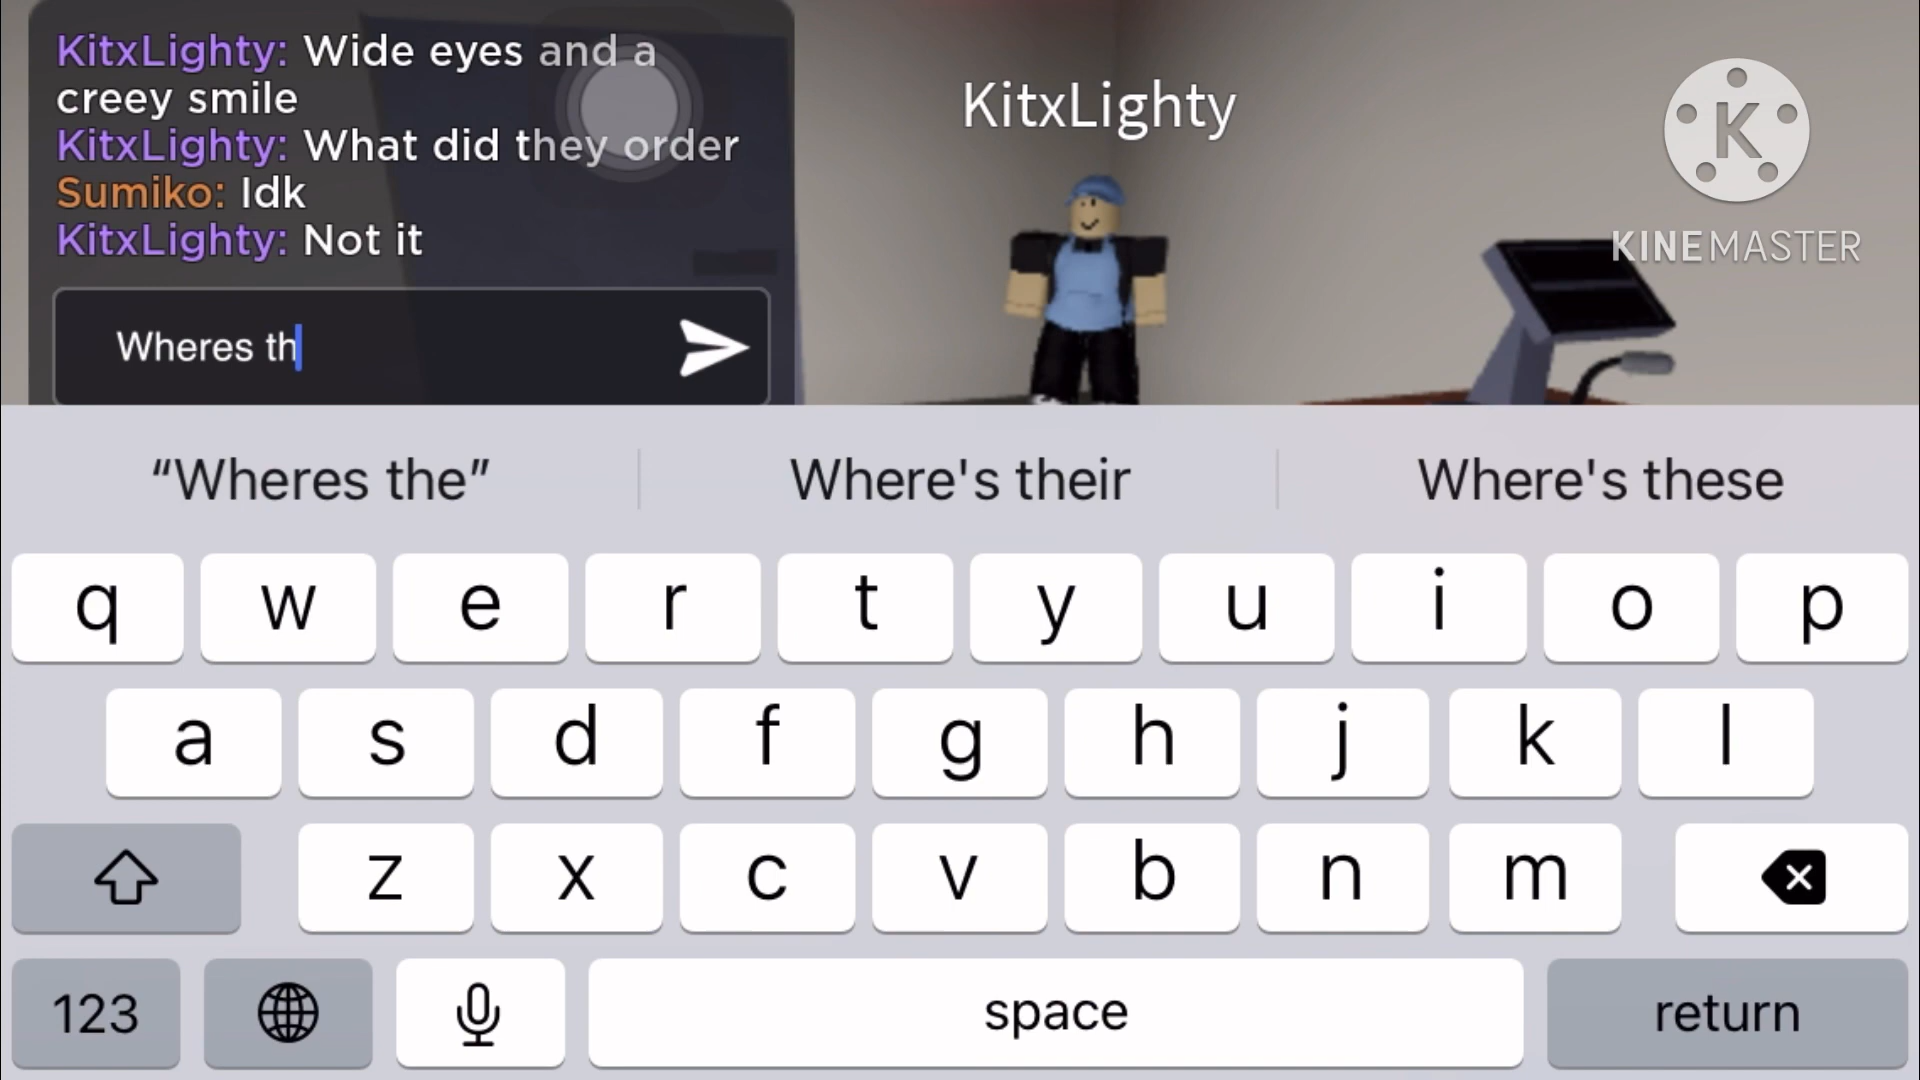 KitxLighty: Wide eyes and a
creey smile
KitxLighty: What did they order
Sumiko: Idk
KitxLighty: Not it
Wheres th
KitxLighty
K
KINEMASTER
“Wheres the” Where's their Where's these
q w e r t y u i o p
a s d f g h j k l
z x c v b n m
123 space return